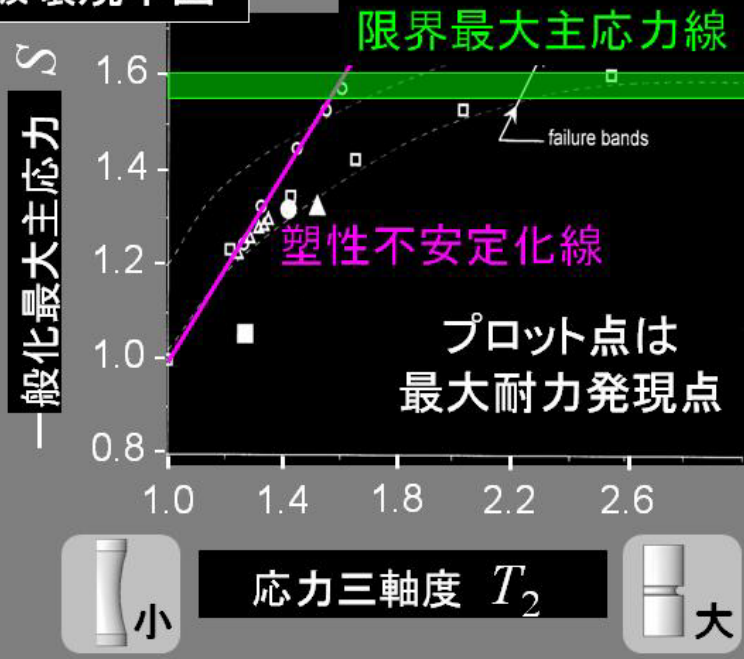 限界最大主応力線
一般化最大主応力 S
1.6
1.4
1.2
1.0
0.8
failure bands
塑性不安定化線
プロット点は
最大耐力発現点
1.0 1.4 1.8 2.2 2.6
小
応力三軸度 T₂
大